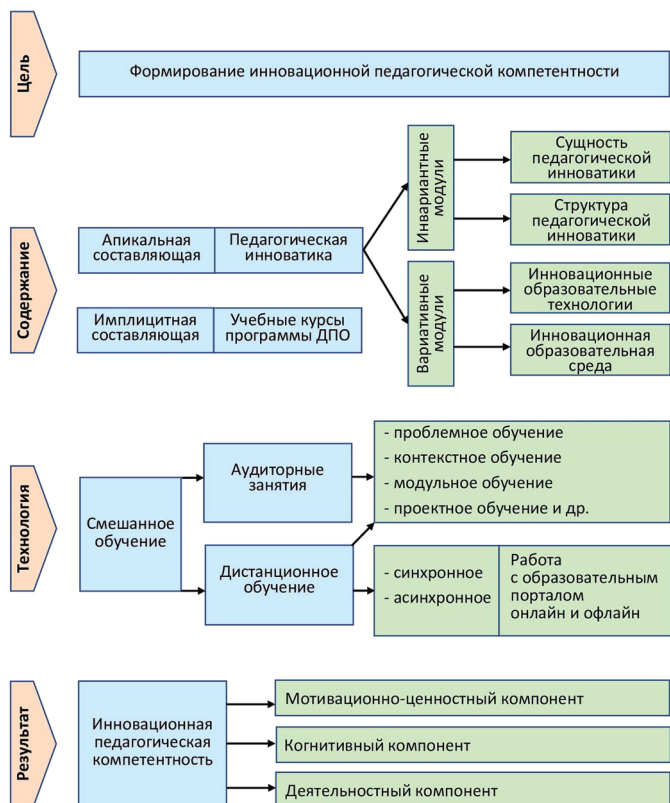 Цель
Формирование инновационной педагогической компетентности
Содержание
Апикальная
составляющая
Педагогическая
инноватика
Имплицитная
составляющая
Учебные курсы
программы ДПО
Инвариантные
модули
Сущность
педагогической
инноватики
Структура
педагогической
инноватики
Вариативные
модули
Инновационные
образовательные
технологии
Инновационная
образовательная
среда
Технология
Смешанное
обучение
Аудиторные
занятия
- проблемное обучение
- контекстное обучение
- модульное обучение
- проектное обучение и др.
Дистанционное
обучение
- синхронное
- асинхронное
Работа
с образовательным
порталом
онлайн и офлайн
Результат
Инновационная
педагогическая
компетентность
Мотивационно-ценностный компонент
Когнитивный компонент
Деятельностный компонент